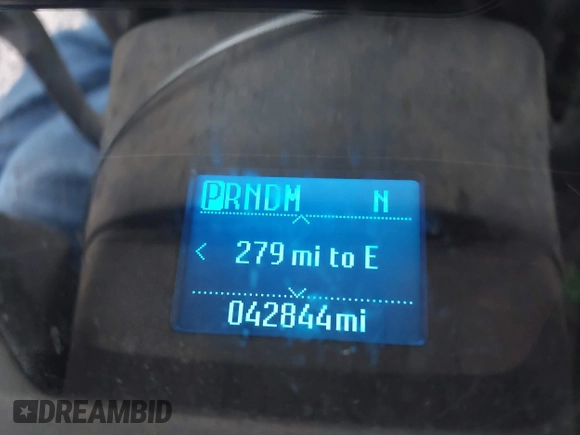 PRNDM N
279 mi to E
042844mi
DREAMBID